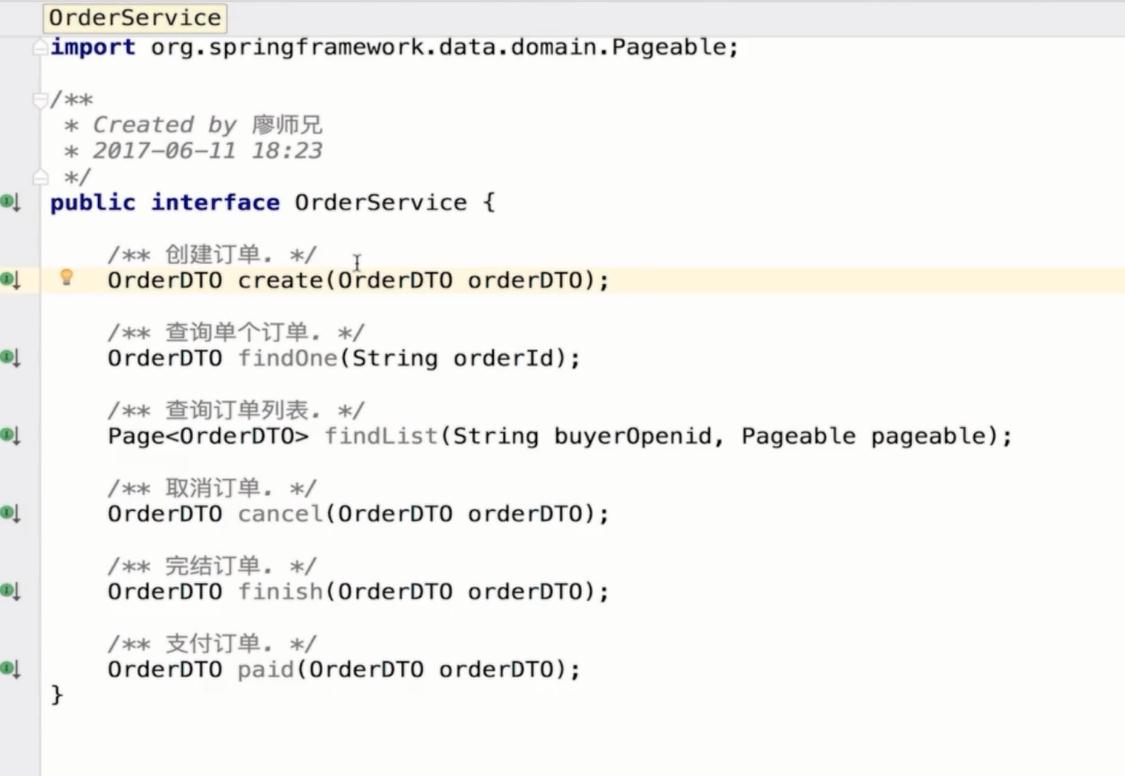 OrderService
import org.springframework.data.domain.Pageable;
/**
* Created by 廖师兄
* 2017-06-11 18:23
*/
public interface OrderService {
/** 创建订单. */
OrderDTO create(OrderDTO orderDTO);
/** 查询单个订单. */
OrderDTO findOne(String orderId);
/** 查询订单列表. */
Page<OrderDTO> findList(String buyerOpenid, Pageable pageable);
/** 取消订单. */
OrderDTO cancel(OrderDTO orderDTO);
/** 完结订单. */
OrderDTO finish(OrderDTO orderDTO);
/** 支付订单. */
OrderDTO paid(OrderDTO orderDTO);
}